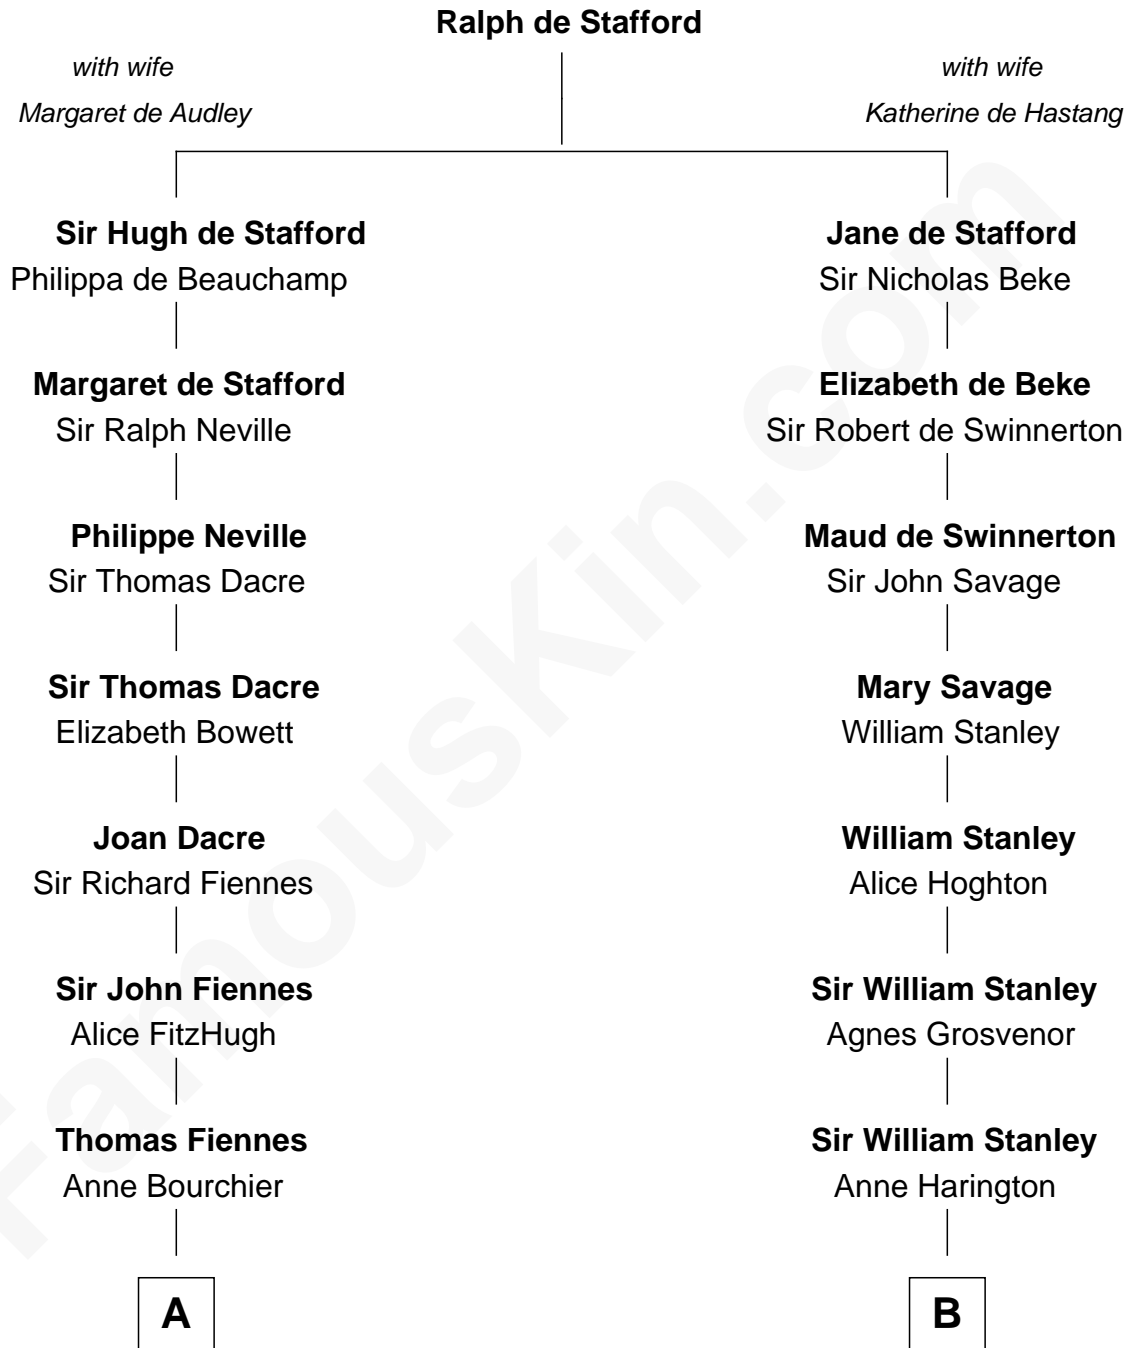 Ralph de Stafford
with wife
Margaret de Audley
with wife
Katherine de Hastang
Sir Hugh de Stafford
Philippa de Beauchamp
Margaret de Stafford
Sir Ralph Neville
Philippe Neville
Sir Thomas Dacre
Sir Thomas Dacre
Elizabeth Bowett
Joan Dacre
Sir Richard Fiennes
Sir John Fiennes
Alice FitzHugh
Thomas Fiennes
Anne Bourchier
A
Jane de Stafford
Sir Nicholas Beke
Elizabeth de Beke
Sir Robert de Swinnerton
Maud de Swinnerton
Sir John Savage
Mary Savage
William Stanley
William Stanley
Alice Hoghton
Sir William Stanley
Agnes Grosvenor
Sir William Stanley
Anne Harington
B
FamousKin.com